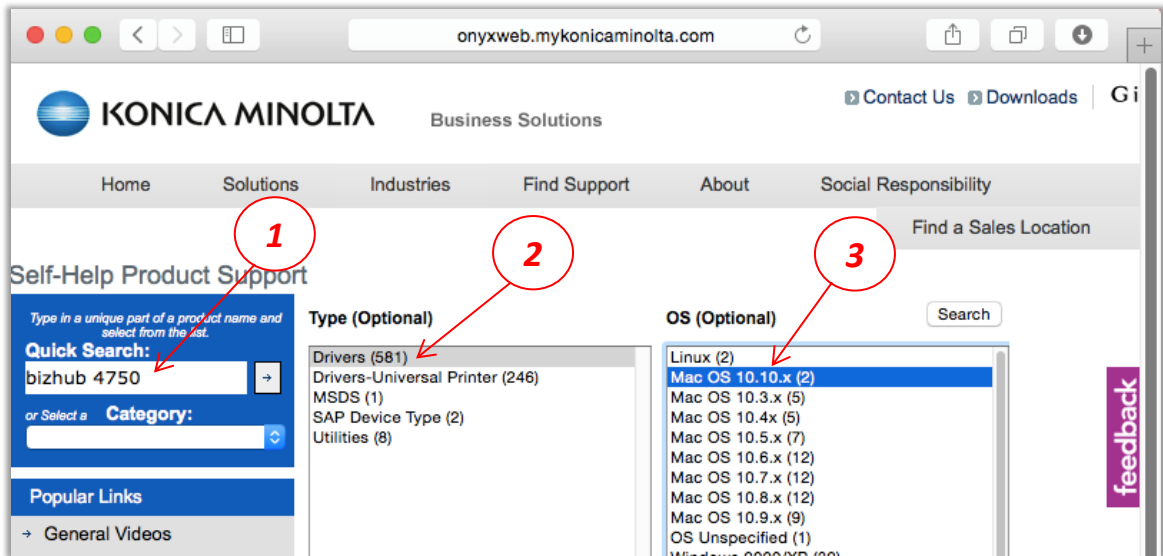 onyxweb.mykonicaminolta.com
KONICA MINOLTA
Business Solutions
Contact Us Downloads Gi
Home Solutions Industries Find Support About Social Responsibility
Find a Sales Location
1
2
3
Self-Help Product Support
Type in a unique part of a product name and
select from the list.
Quick Search:
bizhub 4750
or Select a Category:
Popular Links
General Videos
Type (Optional)
Drivers (581)
Drivers-Universal Printer (246)
MSDS (1)
SAP Device Type (2)
Utilities (8)
OS (Optional)
Search
Linux (2)
Mac OS 10.10.x (2)
Mac OS 10.3.x (5)
Mac OS 10.4x (5)
Mac OS 10.5.x (7)
Mac OS 10.6.x (12)
Mac OS 10.7.x (12)
Mac OS 10.8.x (12)
Mac OS 10.9.x (9)
OS Unspecified (1)
feedback